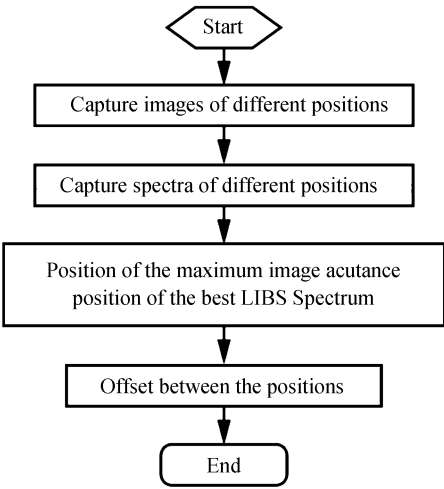 Start
Capture images of different positions
Capture spectra of different positions
Position of the maximum image acutance
position of the best LIBS Spectrum
Offset between the positions
End